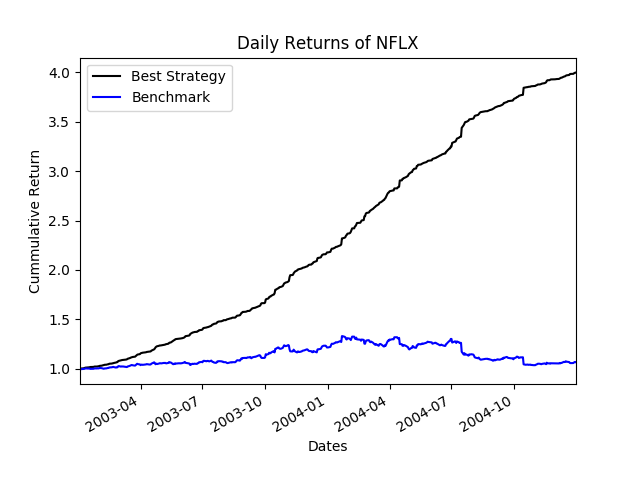 Daily Returns of NFLX
Best Strategy
Benchmark
Cummulative Return
4.0
3.5
3.0
2.5
2.0
1.5
1.0
2003-04
2003-07
2003-10
2004-01
2004-04
2004-07
2004-10
Dates